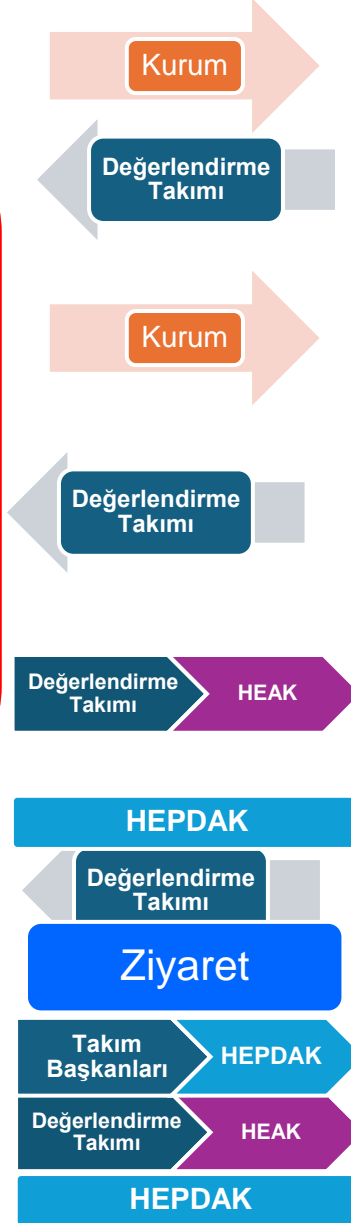 Kurum
Değerlendirme
Takımı
Kurum
Değerlendirme
Takımı
Değerlendirme
Takımı
HEAK
HEPDAK
Değerlendirme
Takımı
Ziyaret
Takım
Başkanları
HEPDAK
Değerlendirme
Takımı
HEAK
HEPDAK